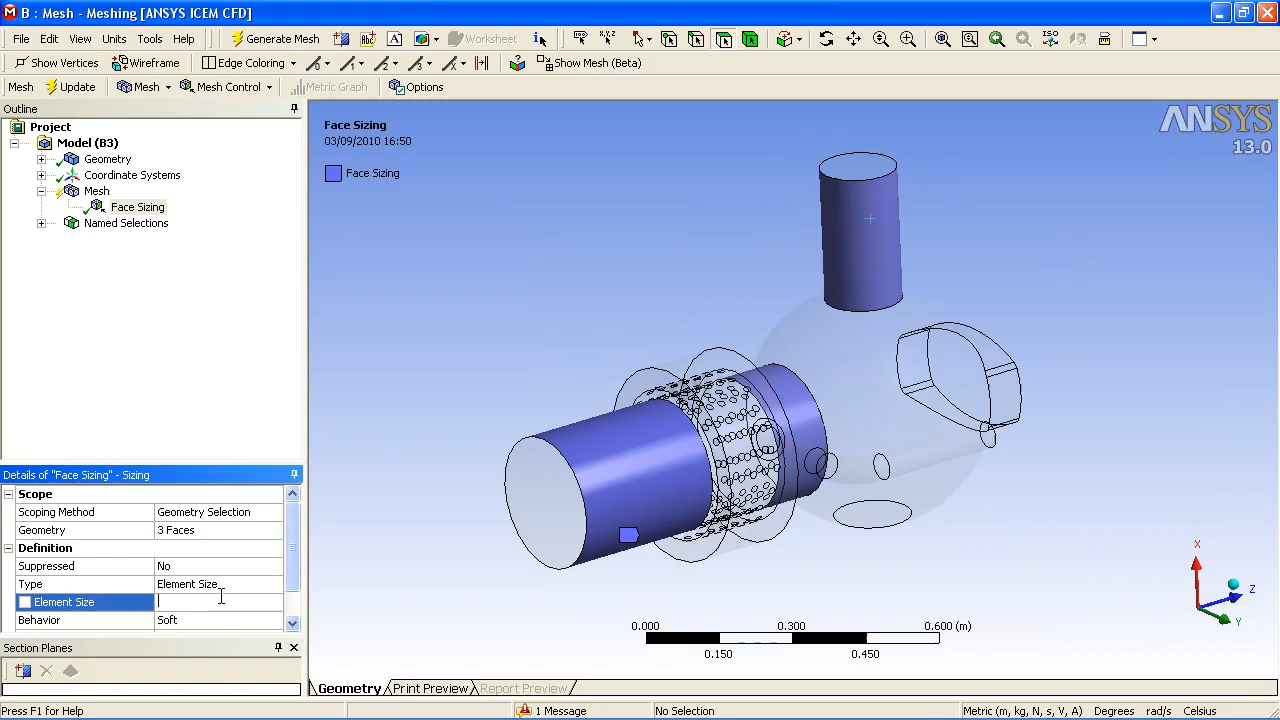 B : Mesh - Meshing [ANSYS ICEM CFD]
File Edit View Units Tools Help Generate Mesh Worksheet
Show Vertices Wireframe Edge Coloring Show Mesh (Beta)
Mesh Update Mesh Mesh Control Metric Graph Options
Outline
Project
Model (B3)
Geometry
Coordinate Systems
Mesh
Face Sizing
Named Selections
Details of "Face Sizing" - Sizing
Scope
Scoping Method Geometry Selection
Geometry 3 Faces
Definition
Suppressed No
Type Element Size
Element Size
Behavior Soft
Section Planes
Face Sizing
03/09/2010 16:50
Face Sizing
ANSYS
13.0
X
Z
Y
0.000 0.300 0.600 (m)
0.150 0.450
Geometry Print Preview Report Preview
Press F1 for Help 1 Message No Selection Metric (m, kg, N, s, V, A) Degrees rad/s Celsius